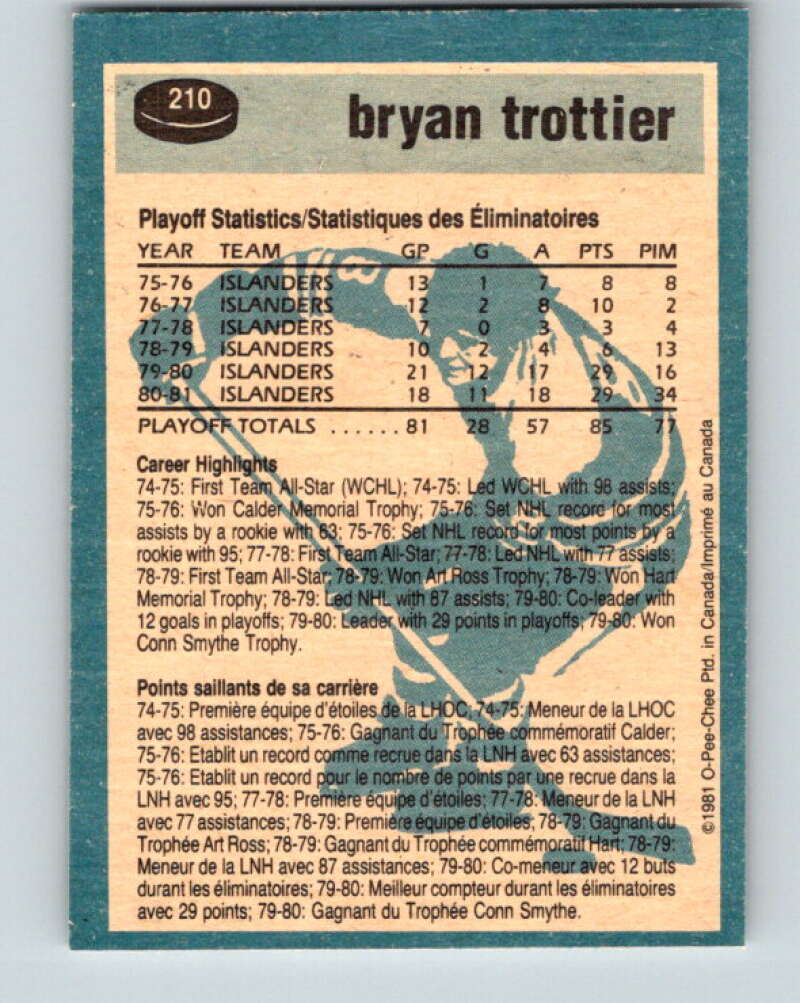 210
bryan trottier
Playoff Statistics/Statistiques des Éliminatoires
YEAR TEAM GP G A PTS PIM
75-76 ISLANDERS 13 1 7 8 8
76-77 ISLANDERS 12 2 8 10 2
77-78 ISLANDERS 7 0 3 3 4
78-79 ISLANDERS 10 2 4 6 13
79-80 ISLANDERS 21 12 17 29 16
80-81 ISLANDERS 18 11 18 29 34
PLAYOFF TOTALS ...... 81 28 57 85 77
Career Highlights
74-75: First Team All-Star (WCHL); 74-75: Led WCHL with 98 assists;
75-76: Won Calder Memorial Trophy; 75-76: Set NHL record for most
assists by a rookie with 63; 75-76: Set NHL record for most points by a
rookie with 95; 77-78: First Team All-Star; 77-78: Led NHL with 77 assists;
78-79: First Team All-Star; 78-79: Won Art Ross Trophy; 78-79: Won Hart
Memorial Trophy; 78-79: Led NHL with 87 assists; 79-80: Co-leader with
12 goals in playoffs; 79-80: Leader with 29 points in playoffs; 79-80: Won
Conn Smythe Trophy.
Points saillants de sa carrière
74-75: Première équipe d'étoiles de la LHOC; 74-75: Meneur de la LHOC
avec 98 assistances; 75-76: Gagnant du Trophée commémoratif Calder;
75-76: Etablit un record comme recrue dans la LNH avec 63 assistances;
75-76: Etablit un record pour le nombre de points par une recrue dans la
LNH avec 95; 77-78: Première équipe d'étoiles; 77-78: Meneur de la LNH
avec 77 assistances; 78-79: Première équipe d'étoiles; 78-79: Gagnant du
Trophée Art Ross; 78-79: Gagnant du Trophée commémoratif Hart; 78-79:
Meneur de la LNH avec 87 assistances; 79-80: Co-meneur avec 12 buts
durant les éliminatoires; 79-80: Meilleur compteur durant les éliminatoires
avec 29 points; 79-80: Gagnant du Trophée Conn Smythe.
©1981 O-Pee-Chee Ptd. in Canada/Imprimé au Canada